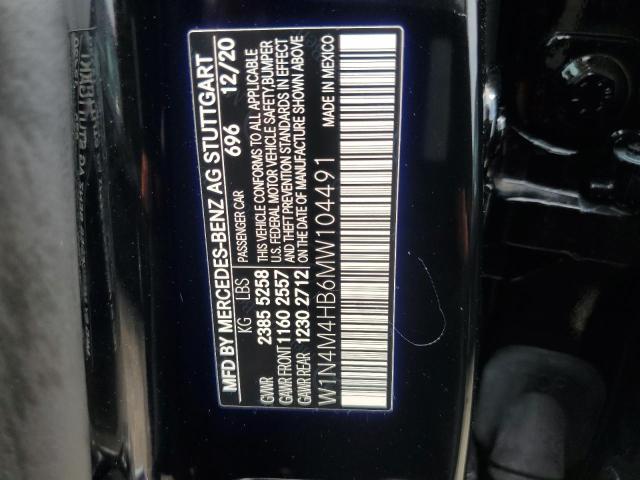 MFD BY MERCEDES-BENZ AG STUTTGART
696 12/20
KG LBS PASSENGER CAR
GVWR 2385 5258 THIS VEHICLE CONFORMS TO ALL APPLICABLE
U.S. FEDERAL MOTOR VEHICLE SAFETY, BUMPER
GAWR FRONT 1160 2557 AND THEFT PREVENTION STANDARDS IN EFFECT
GAWR REAR 1230 2712 ON THE DATE OF MANUFACTURE SHOWN ABOVE
MADE IN MEXICO
W1N4M4HB6MW104491